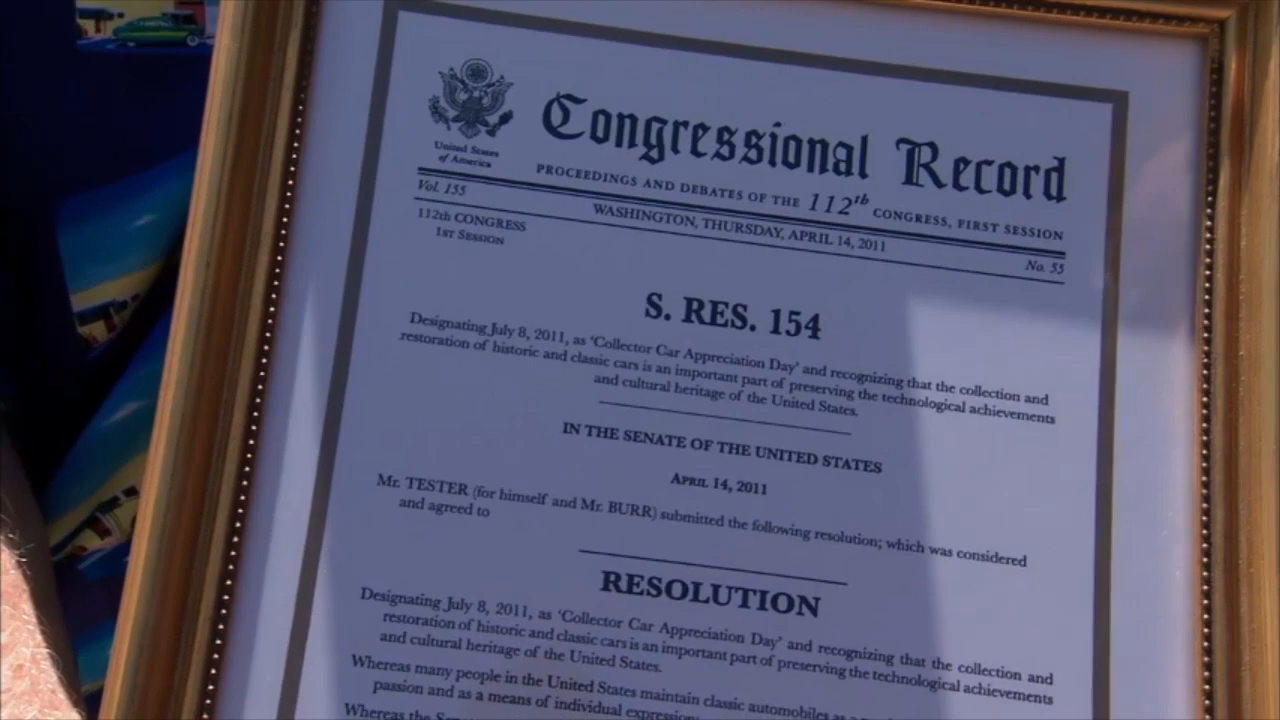 United States
of America
Congressional Record
PROCEEDINGS AND DEBATES OF THE 112th CONGRESS, FIRST SESSION
Vol. 155
WASHINGTON, THURSDAY, APRIL 14, 2011
No. 55
112th CONGRESS
1ST SESSION
S. RES. 154
Designating July 8, 2011, as 'Collector Car Appreciation Day' and recognizing that the collection and
restoration of historic and classic cars is an important part of preserving the technological achievements
and cultural heritage of the United States.
IN THE SENATE OF THE UNITED STATES
APRIL 14, 2011
Mr. TESTER (for himself and Mr. BURR) submitted the following resolution; which was considered
and agreed to
RESOLUTION
Designating July 8, 2011, as 'Collector Car Appreciation Day' and recognizing that the collection and
restoration of historic and classic cars is an important part of preserving the technological achievements
and cultural heritage of the United States.
Whereas many people in the United States maintain classic automobiles as a
passion and as a means of individual
Whereas the